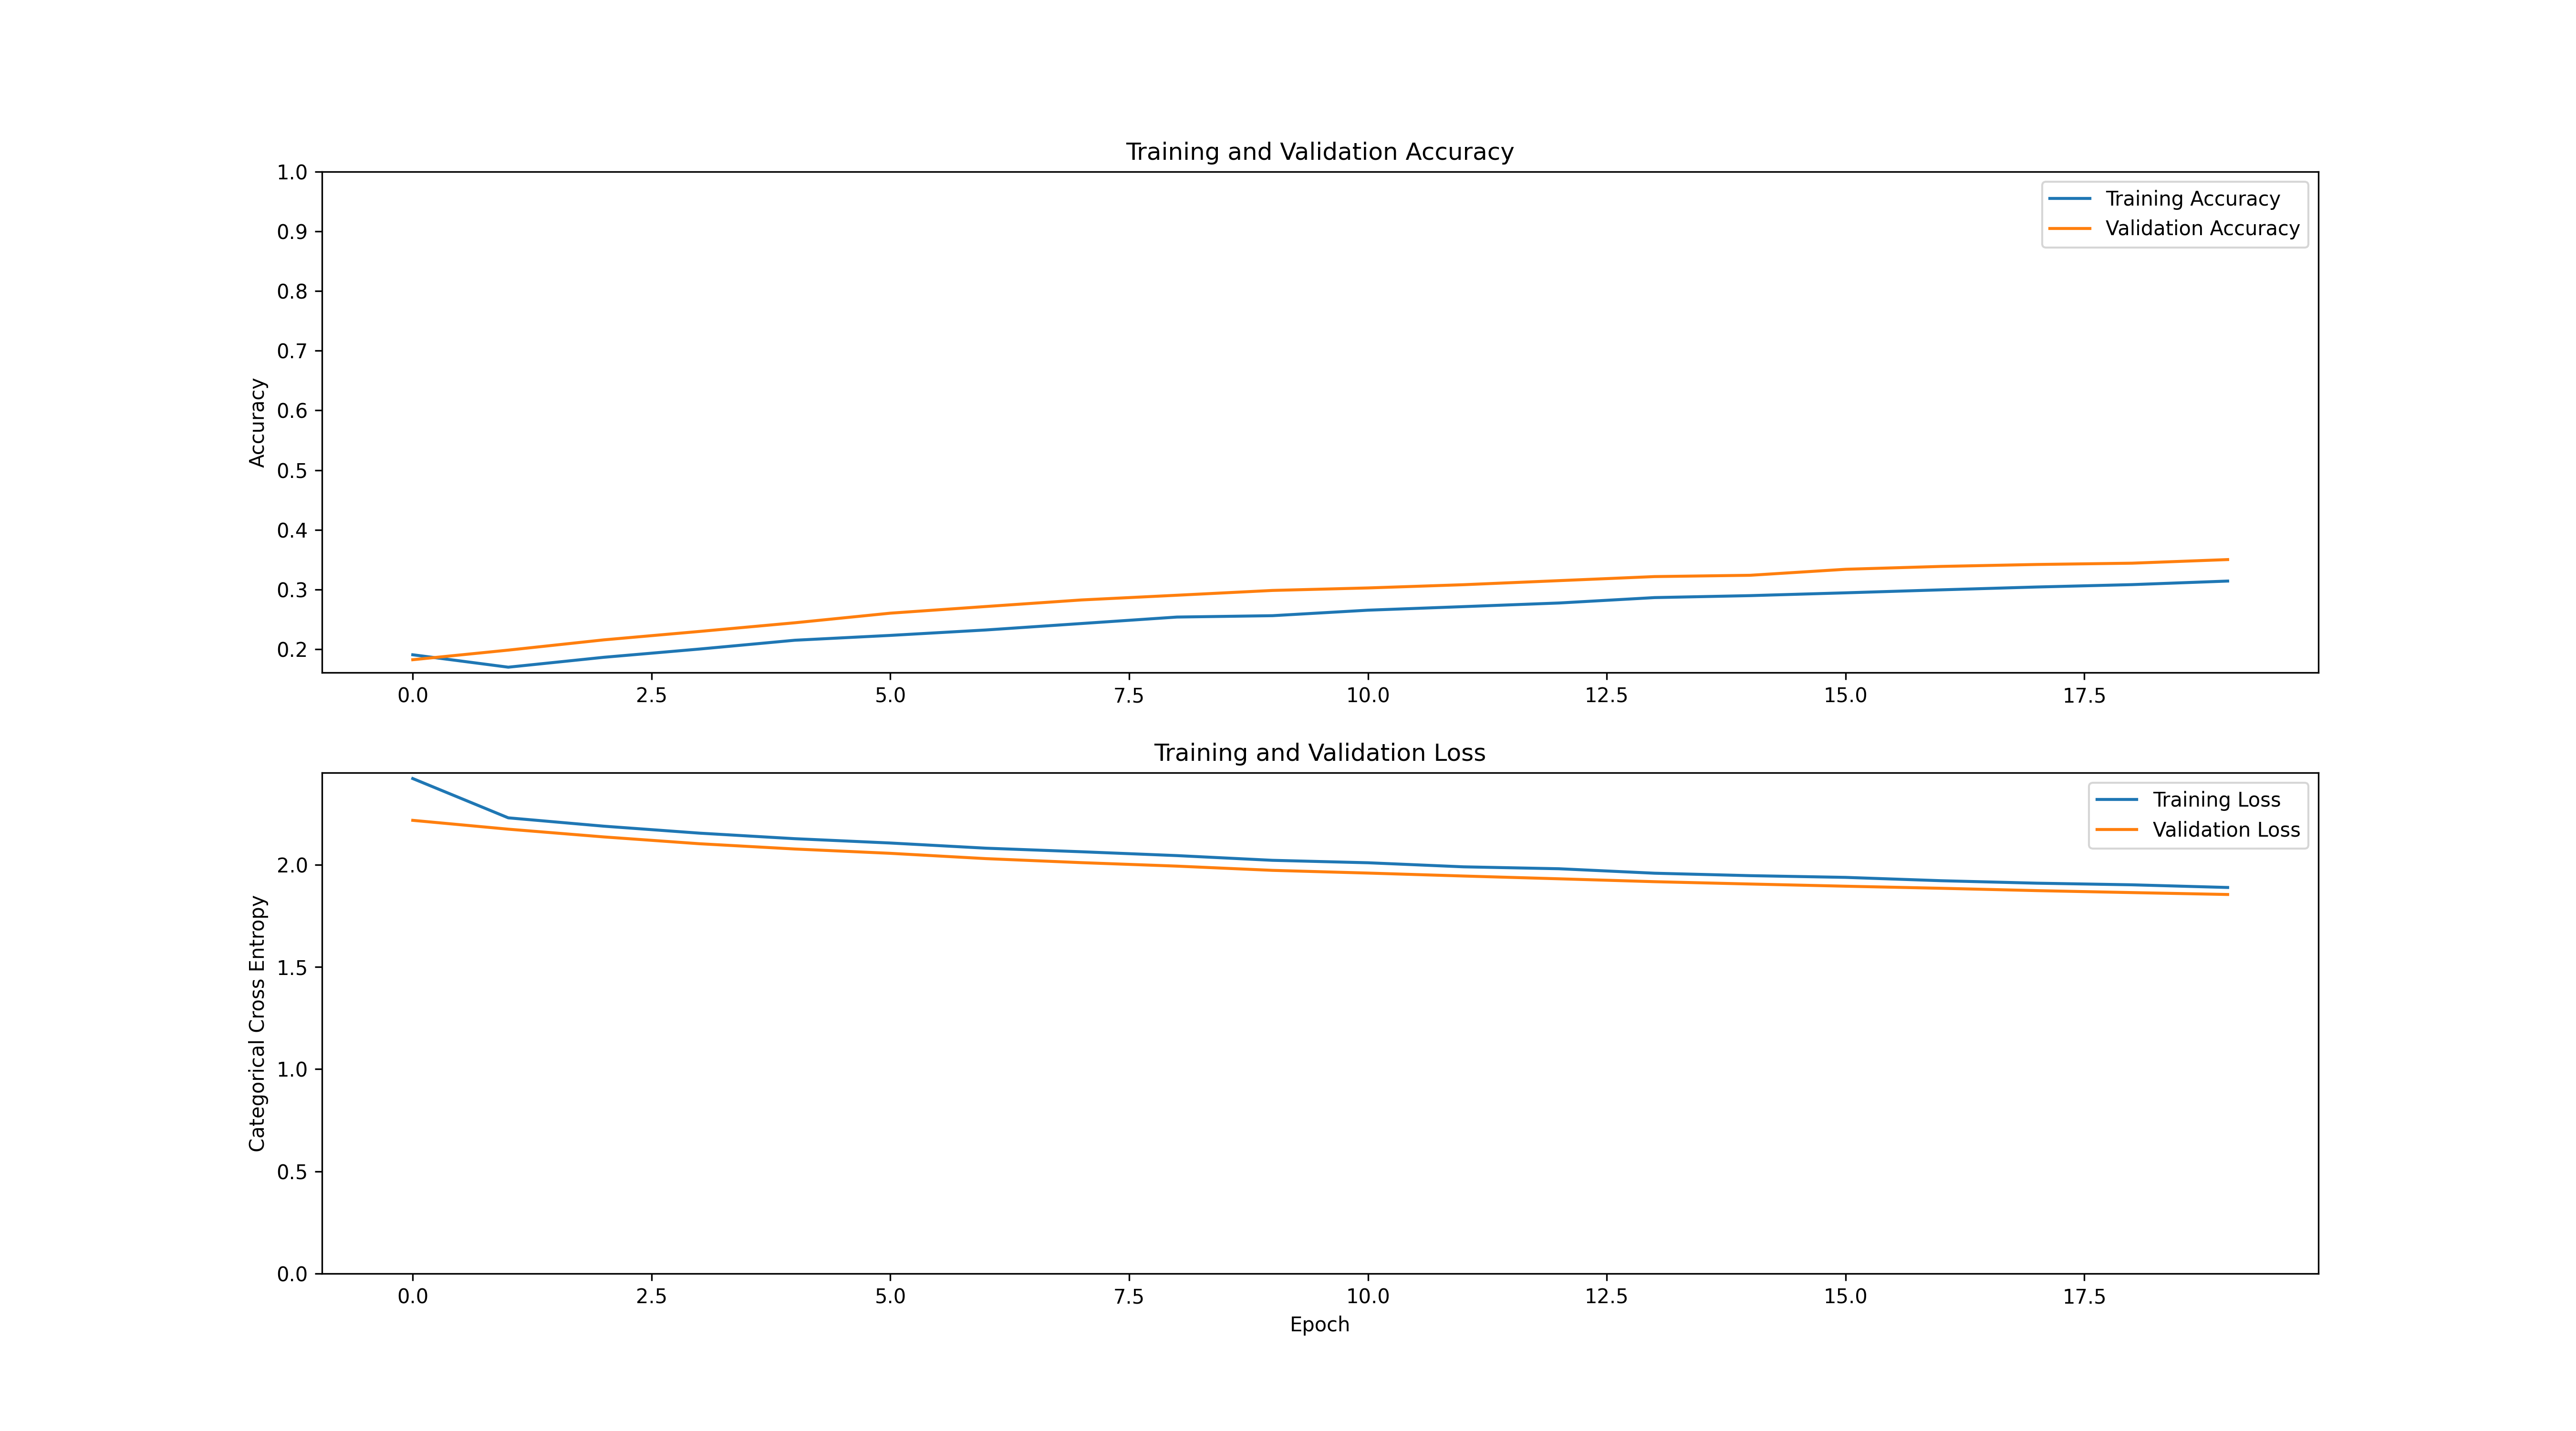 Training and Validation Accuracy
1.0
0.9
0.8
0.7
0.6
0.5
0.4
0.3
0.2
Accuracy
Training Accuracy
Validation Accuracy
0.0 2.5 5.0 7.5 10.0 12.5 15.0 17.5
Training and Validation Loss
2.0
1.5
1.0
0.5
0.0
Categorical Cross Entropy
Training Loss
Validation Loss
0.0 2.5 5.0 7.5 10.0 12.5 15.0 17.5
Epoch